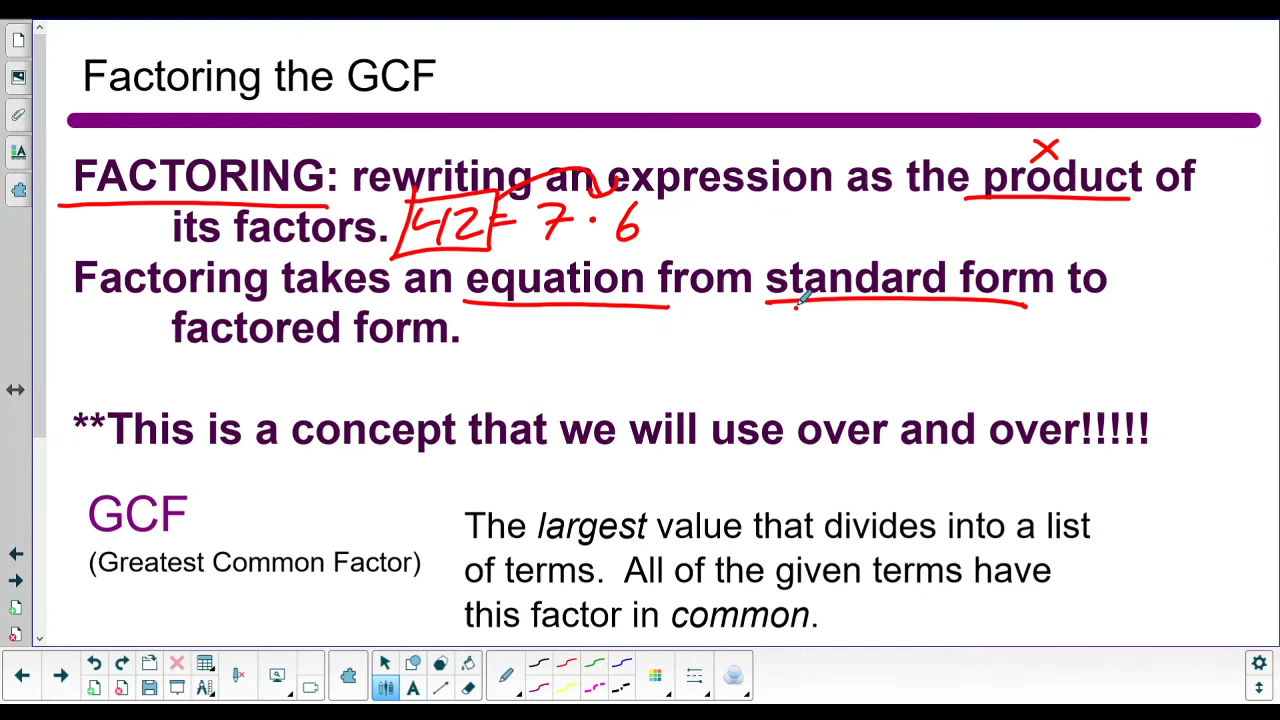 Factoring the GCF
×
FACTORING: rewriting an expression as the product of
its factors. 42 = 7 · 6
Factoring takes an equation from standard form to
factored form.
**This is a concept that we will use over and over!!!!!
GCF
(Greatest Common Factor)
The largest value that divides into a list
of terms. All of the given terms have
this factor in common.